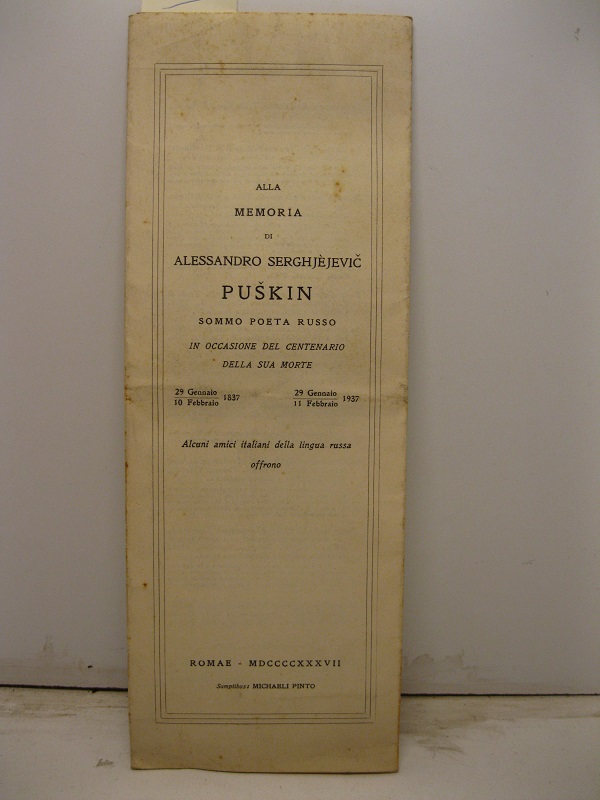 ALLA
MEMORIA
DI
ALESSANDRO SERGHJÈJEVIČ
PUŠKIN
SOMMO POETA RUSSO
IN OCCASIONE DEL CENTENARIO
DELLA SUA MORTE
29 Gennaio
10 Febbraio 1837
29 Gennaio
11 Febbraio 1937
Alcuni amici italiani della lingua russa
offrono
ROMAE - MDCCCCXXXVII
Sumptibus: MICHAELI PINTO